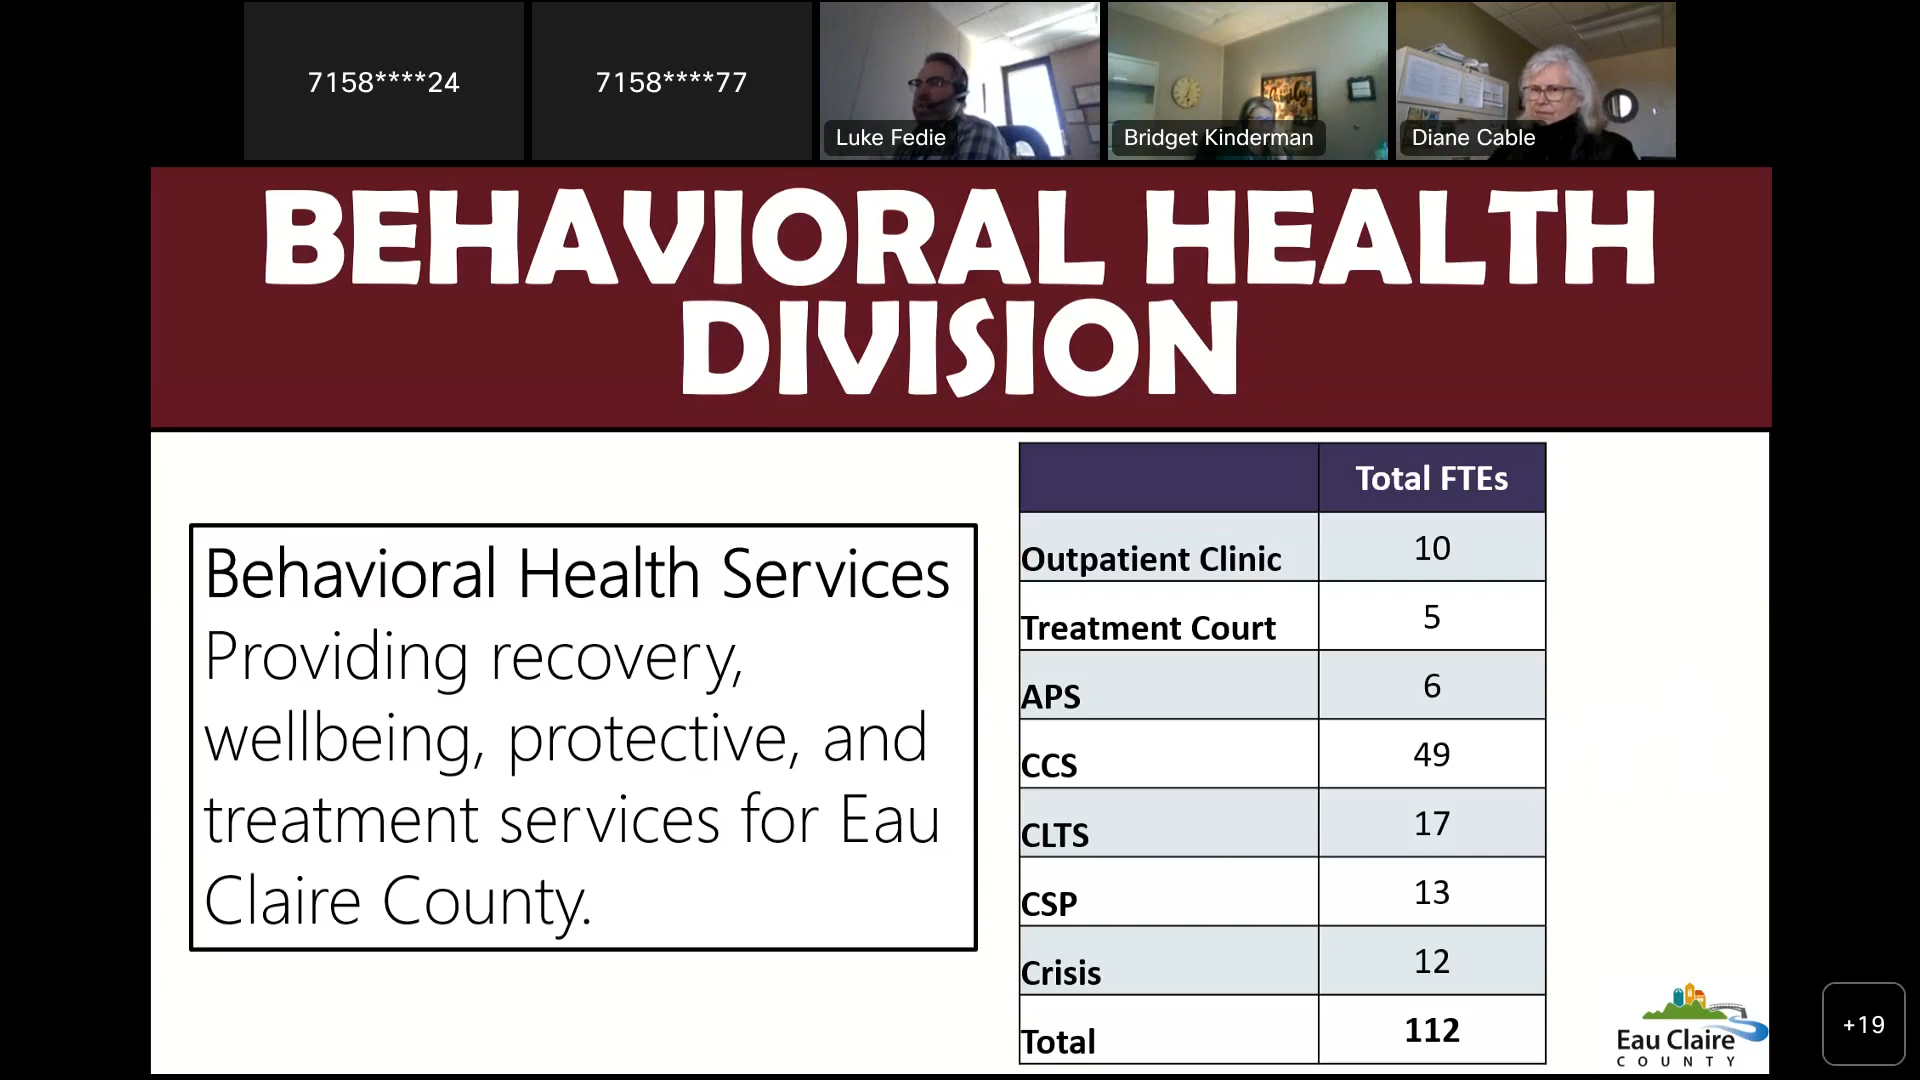 7158****24
7158****77
Luke Fedie
Bridget Kinderman
Diane Cable
BEHAVIORAL HEALTH
DIVISION
Behavioral Health Services
Providing recovery,
wellbeing, protective, and
treatment services for Eau
Claire County.
Total FTEs
Outpatient Clinic 10
Treatment Court 5
APS 6
CCS 49
CLTS 17
CSP 13
Crisis 12
Total 112
Eau Claire
COUNTY
+19